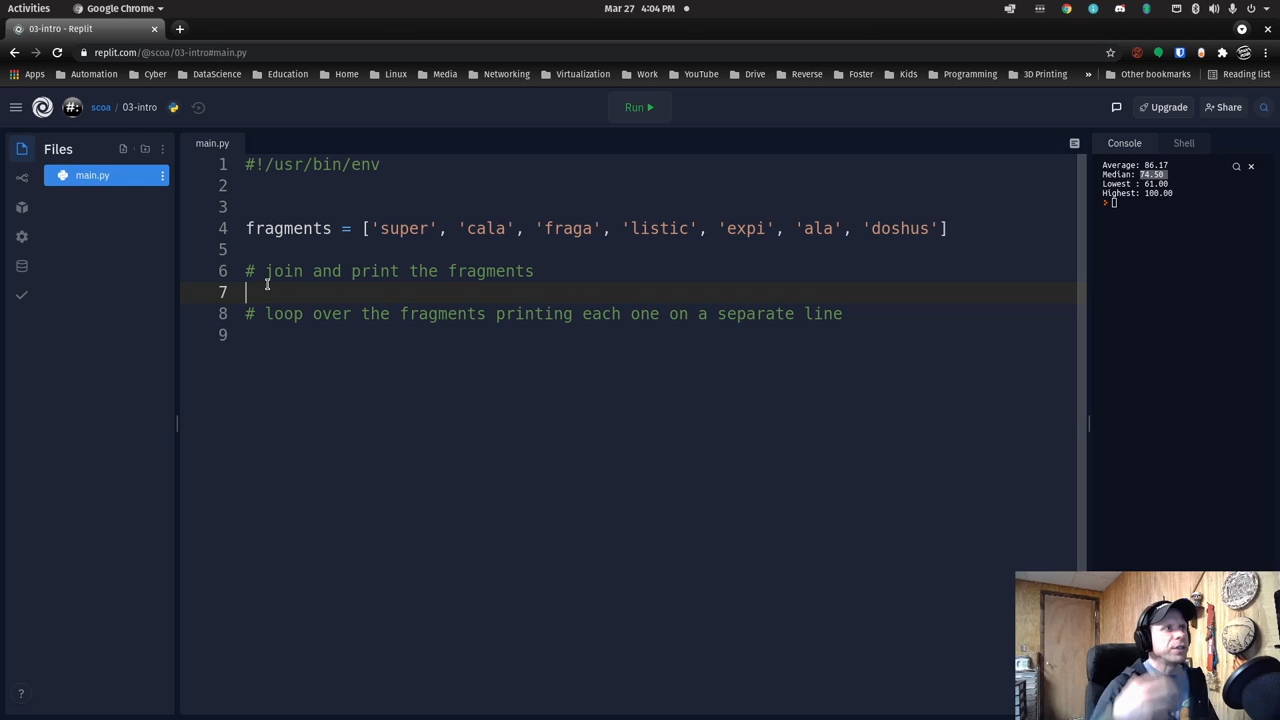 Activities
Google Chrome
Mar 27 4:04 PM
03-intro - Replit
replit.com/@scoa/03-intro#main.py
Apps Automation Cyber DataScience Education Home Linux Media Networking Virtualization Work YouTube Drive Reverse Foster Kids Programming 3D Printing » Other bookmarks Reading list
#: scoa / 03-intro
Run
Upgrade
Share
Files
main.py
main.py
1 #!/usr/bin/env
2
3
4 fragments = ['super', 'cala', 'fraga', 'listic', 'expi', 'ala', 'doshus']
5
6 # join and print the fragments
7
8 # loop over the fragments printing each one on a separate line
9
Console Shell
Average: 86.17
Median: 74.50
Lowest : 61.00
Highest: 100.00
>
?